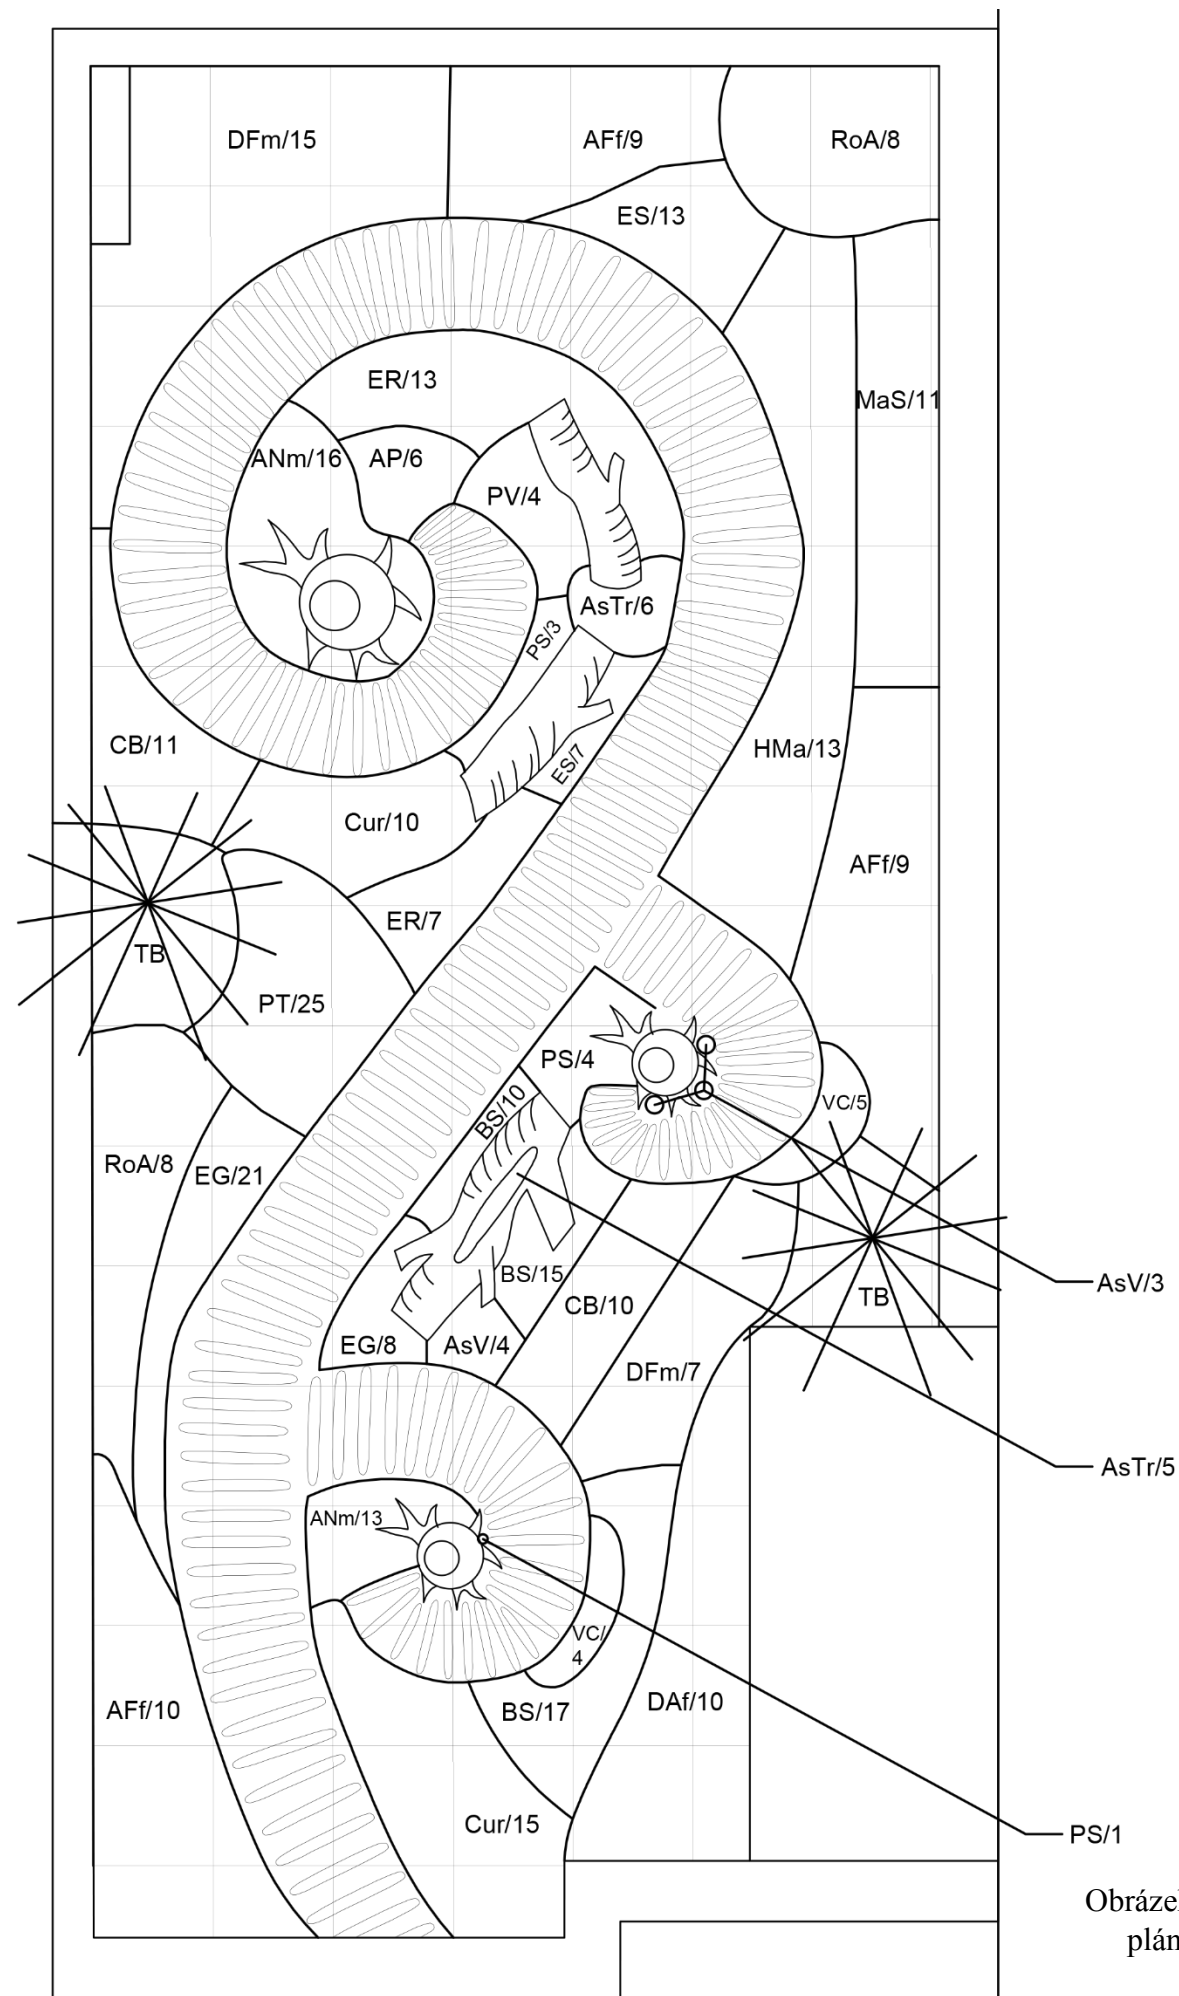 DFm/15
AFf/9
RoA/8
ES/13
ER/13
MaS/11
ANm/16
AP/6
PV/4
AsTr/6
PS/3
CB/11
HMa/13
ES/7
Cur/10
AFf/9
ER/7
TB
PT/25
PS/4
BS/10
VC/5
RoA/8
EG/21
BS/15
AsV/3
CB/10
TB
EG/8
AsV/4
DFm/7
AsTr/5
ANm/13
VC/
4
AFf/10
BS/17
DAf/10
Cur/15
PS/1
plán